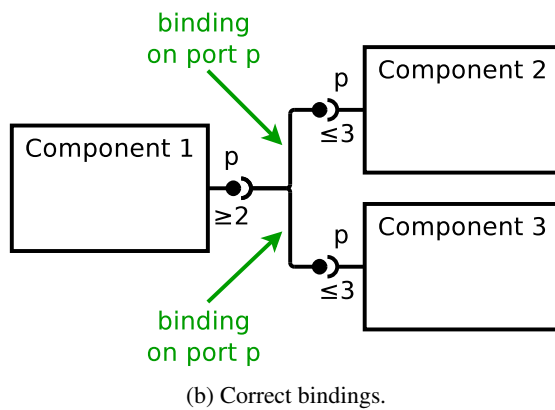 binding
on port p
Component 2
p
≤3
Component 1
p
≥2
Component 3
p
≤3
binding
on port p
(b) Correct bindings.